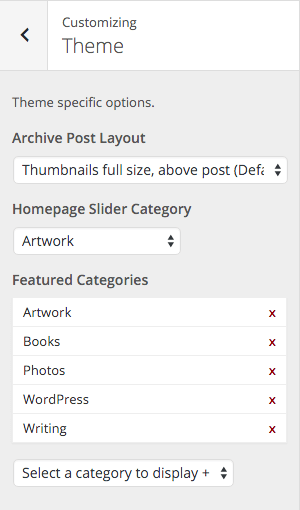 Customizing
Theme
Theme specific options.
Archive Post Layout
Thumbnails full size, above post (Defa
Homepage Slider Category
Artwork
Featured Categories
Artwork x
Books x
Photos x
WordPress x
Writing x
Select a category to display +